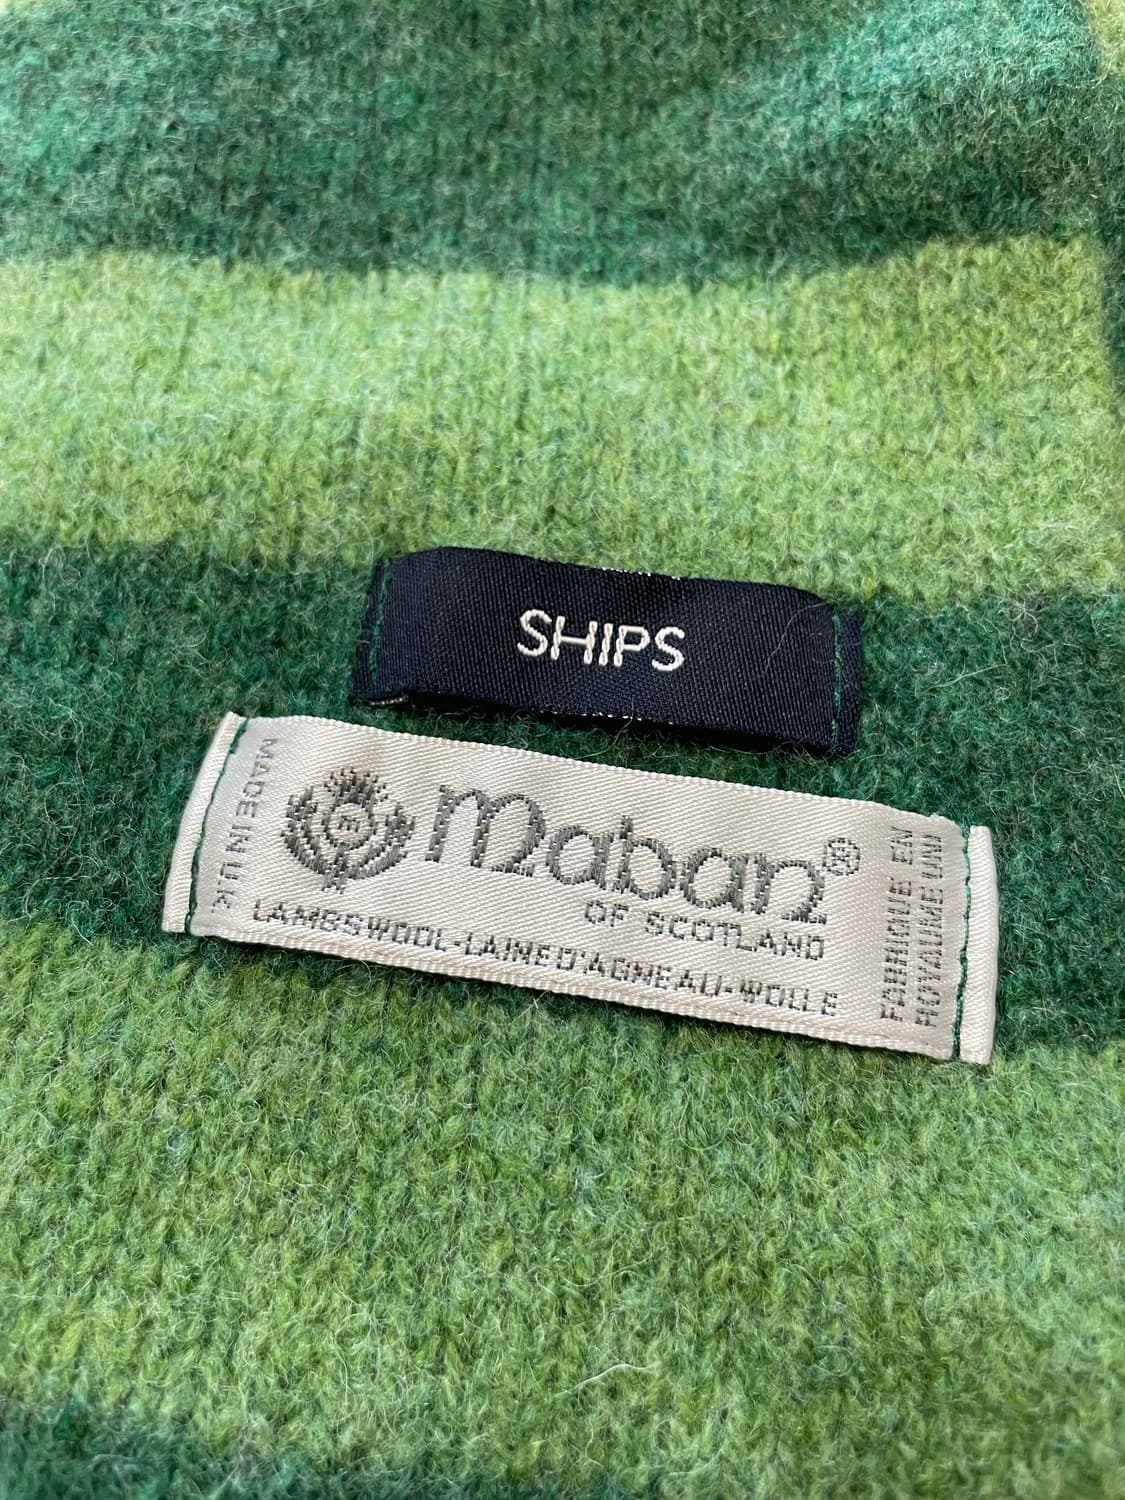 SHIPS
MADE IN U.K.
Maban®
OF SCOTLAND
LAMBSWOOL-LAINE D'AGNEAU-WOLLE
FABRIQUE EN
ROYAUME UNI